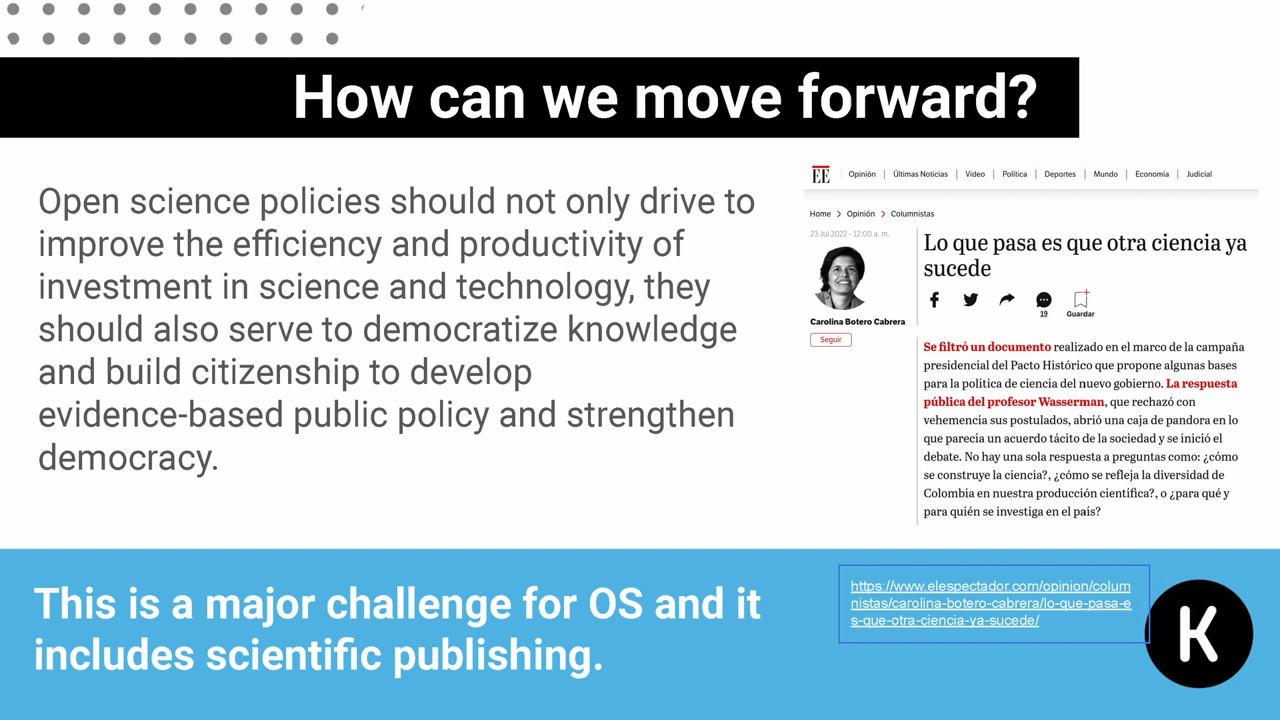 How can we move forward?
Open science policies should not only drive to
improve the efficiency and productivity of
investment in science and technology, they
should also serve to democratize knowledge
and build citizenship to develop
evidence-based public policy and strengthen
democracy.
EE
Opinión | Últimas Noticias | Video | Política | Deportes | Mundo | Economía | Judicial
Home > Opinión > Columnistas
23 Jul 2022 - 12:00 a. m.
Carolina Botero Cabrera
Seguir
Lo que pasa es que otra ciencia ya
sucede
19
Guardar
Se filtró un documento realizado en el marco de la campaña
presidencial del Pacto Histórico que propone algunas bases
para la política de ciencia del nuevo gobierno. La respuesta
pública del profesor Wasserman, que rechazó con
vehemencia sus postulados, abrió una caja de pandora en lo
que parecía un acuerdo tácito de la sociedad y se inició el
debate. No hay una sola respuesta a preguntas como: ¿cómo
se construye la ciencia?, ¿cómo se refleja la diversidad de
Colombia en nuestra producción científica?, o ¿para qué y
para quién se investiga en el país?
This is a major challenge for OS and it
includes scientific publishing.
https://www.elespectador.com/opinion/colum
nistas/carolina-botero-cabrera/lo-que-pasa-e
s-que-otra-ciencia-ya-sucede/
K